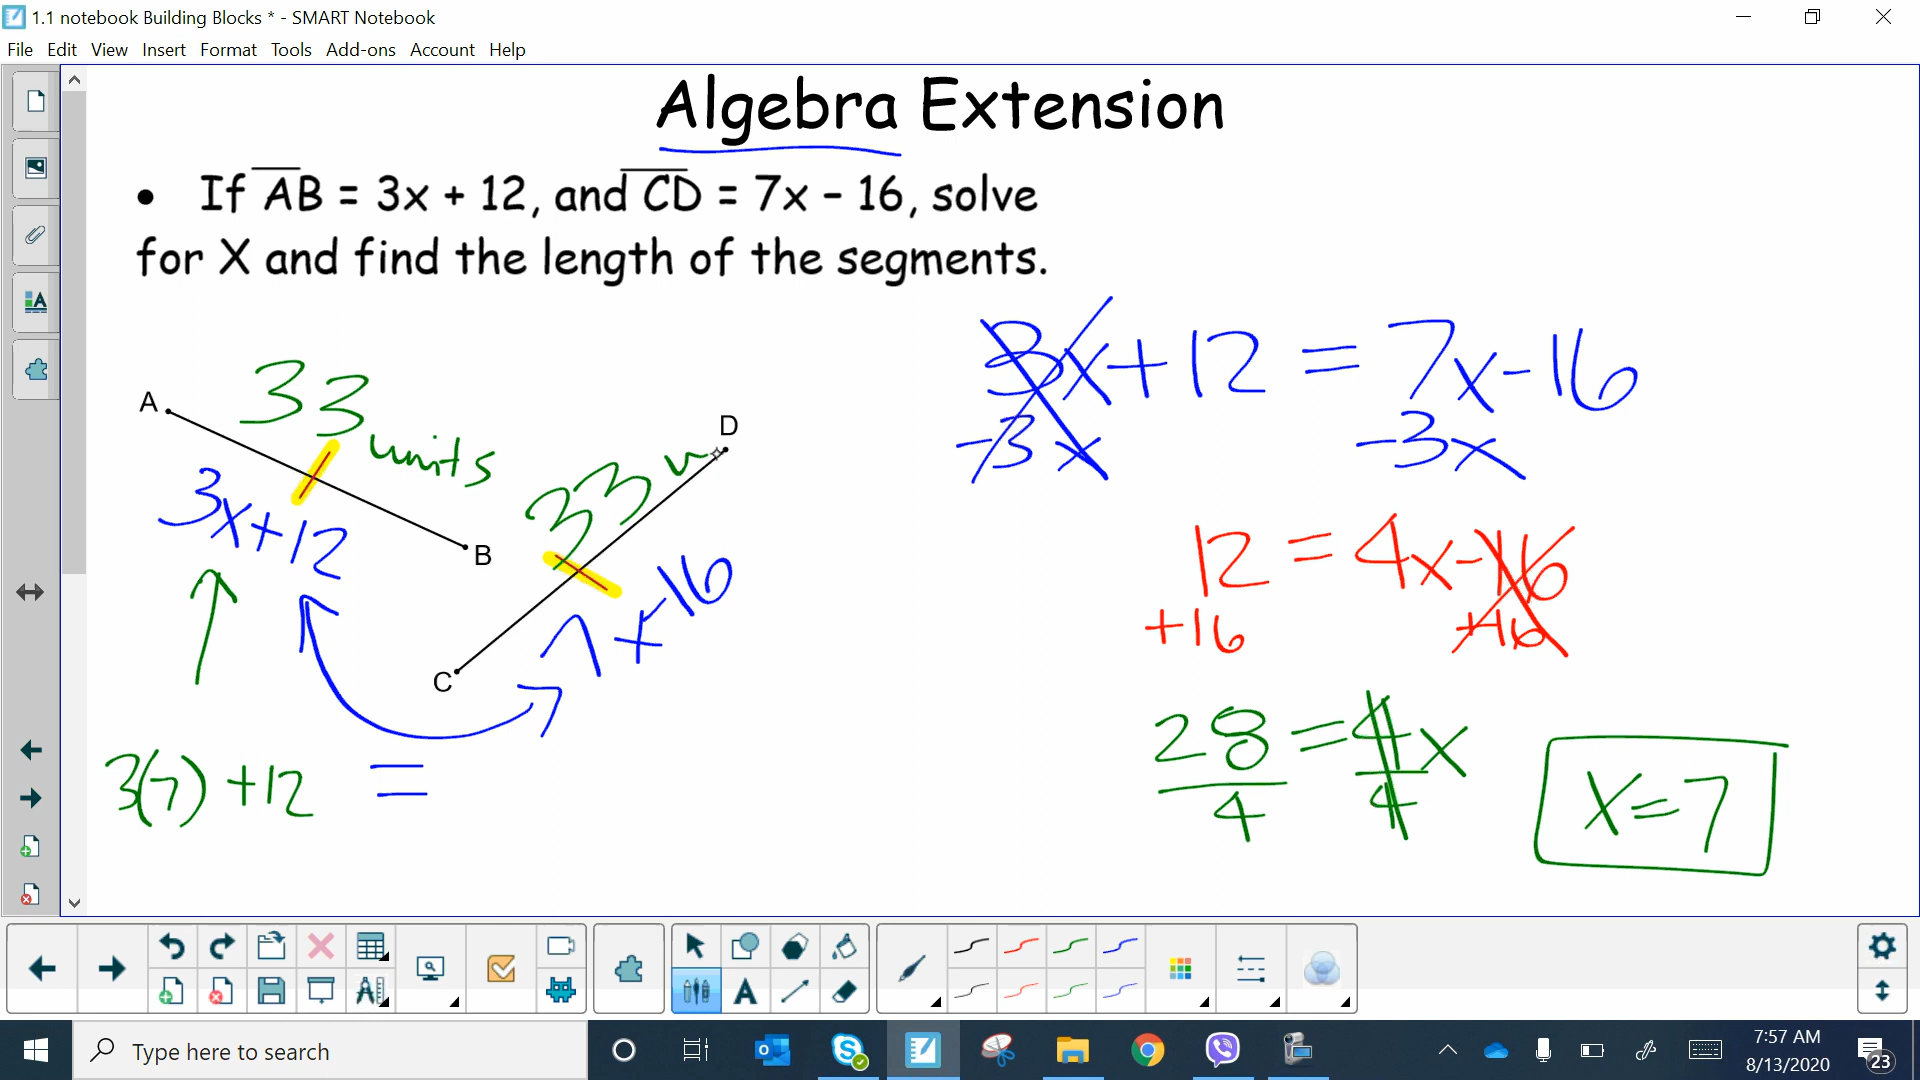 1.1 notebook Building Blocks * - SMART Notebook
File Edit View Insert Format Tools Add-ons Account Help
Algebra Extension
• If AB = 3x + 12, and CD = 7x - 16, solve
for X and find the length of the segments.
3x+12 = 7x-16
-3x -3x
A
33
units
D
33 u
3x+12
B
12 = 4x-16
+16 +16
7x-16
C
28 = 4x
4 4
x=7
3(7) +12 =
Type here to search
7:57 AM
8/13/2020
23